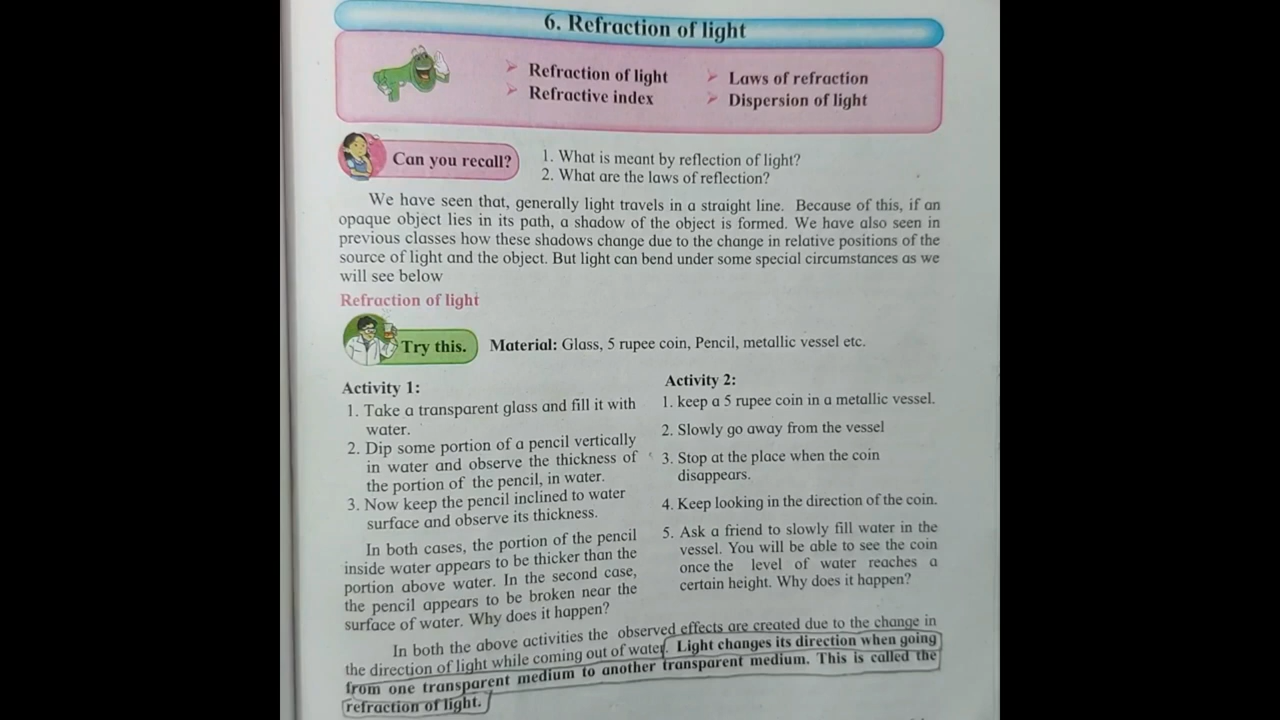 6. Refraction of light
➢ Refraction of light
➢ Laws of refraction
➢ Refractive index
➢ Dispersion of light
Can you recall?
1. What is meant by reflection of light?
2. What are the laws of reflection?
We have seen that, generally light travels in a straight line. Because of this, if an
opaque object lies in its path, a shadow of the object is formed. We have also seen in
previous classes how these shadows change due to the change in relative positions of the
source of light and the object. But light can bend under some special circumstances as we
will see below
Refraction of light
Try this.
Material: Glass, 5 rupee coin, Pencil, metallic vessel etc.
Activity 1:
1. Take a transparent glass and fill it with
water.
2. Dip some portion of a pencil vertically
in water and observe the thickness of
the portion of the pencil, in water.
3. Now keep the pencil inclined to water
surface and observe its thickness.
In both cases, the portion of the pencil
inside water appears to be thicker than the
portion above water. In the second case,
the pencil appears to be broken near the
surface of water. Why does it happen?
Activity 2:
1. keep a 5 rupee coin in a metallic vessel.
2. Slowly go away from the vessel
3. Stop at the place when the coin
disappears.
4. Keep looking in the direction of the coin.
5. Ask a friend to slowly fill water in the
vessel. You will be able to see the coin
once the level of water reaches a
certain height. Why does it happen?
In both the above activities the observed effects are created due to the change in
the direction of light while coming out of water. Light changes its direction when going
from one transparent medium to another transparent medium. This is called the
refraction of light.